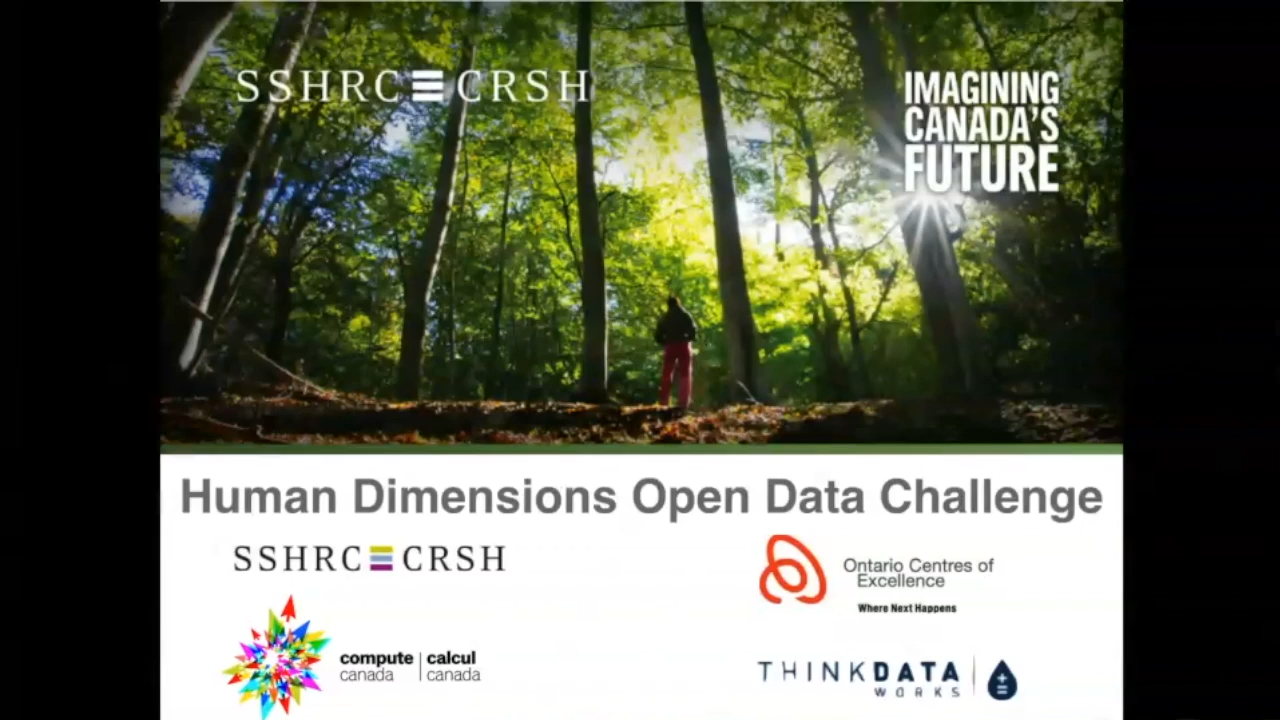 SSHRC CRSH
IMAGINING
CANADA'S
FUTURE
Human Dimensions Open Data Challenge
SSHRC CRSH
Ontario Centres of
Excellence
Where Next Happens
compute | calcul
canada | canada
THINKDATA
WORKS